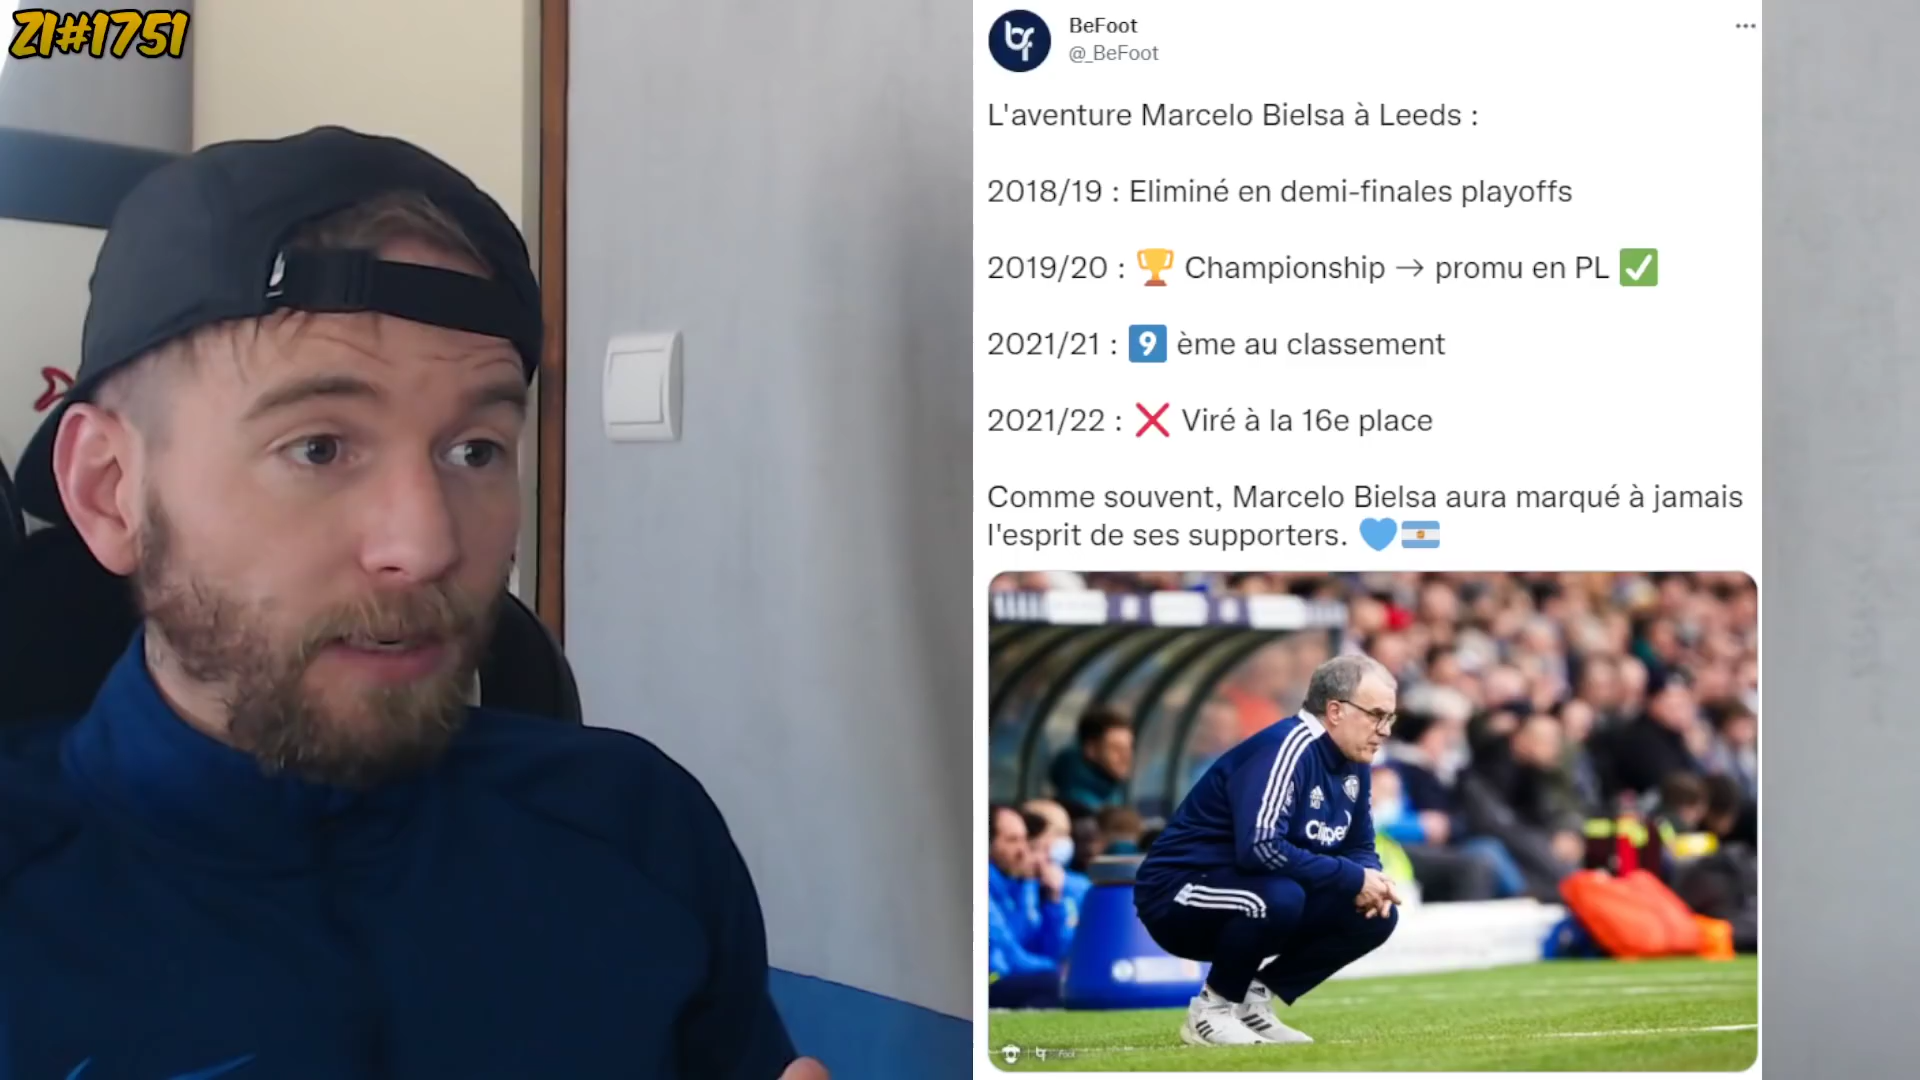 ZI#1751
BeFoot
@_BeFoot
L'aventure Marcelo Bielsa à Leeds :
2018/19 : Eliminé en demi-finales playoffs
2019/20 : 🏆 Championship → promu en PL ✅
2021/21 : 9️⃣ ème au classement
2021/22 : ❌ Viré à la 16e place
Comme souvent, Marcelo Bielsa aura marqué à jamais
l'esprit de ses supporters. 💙🇦🇷